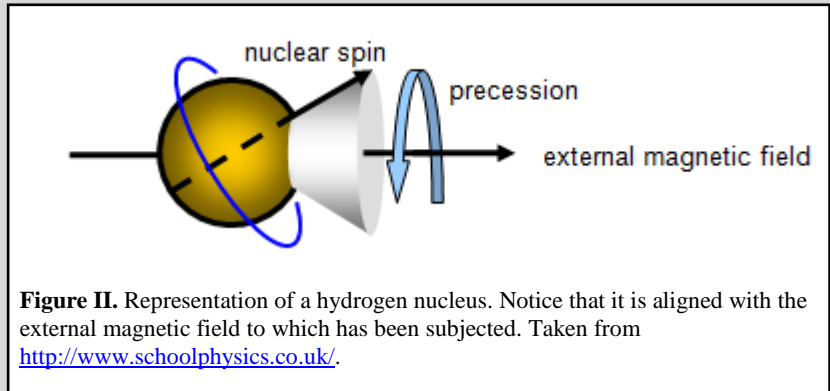 nuclear spin
precession
external magnetic field
Figure II. Representation of a hydrogen nucleus. Notice that it is aligned with the
external magnetic field to which has been subjected. Taken from
http://www.schoolphysics.co.uk/.